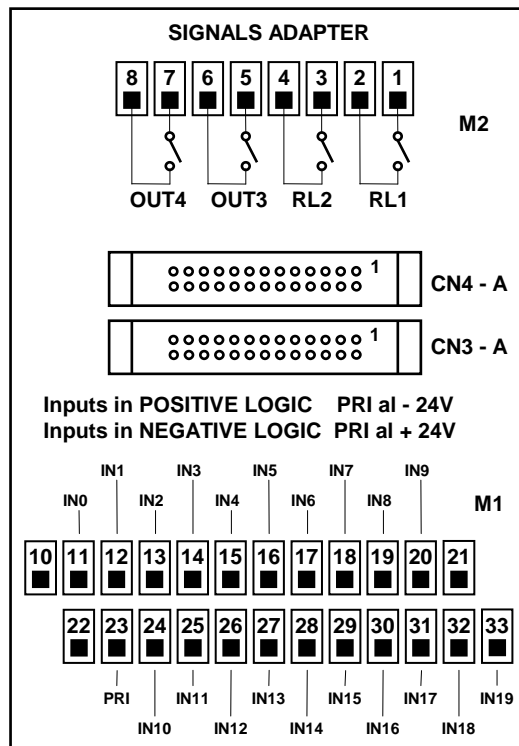 SIGNALS ADAPTER
8 7 6 5 4 3 2 1
M2
OUT4 OUT3 RL2 RL1
1
CN4 - A
1
CN3 - A
Inputs in POSITIVE LOGIC PRI al - 24V
Inputs in NEGATIVE LOGIC PRI al + 24V
IN1 IN3 IN5 IN7 IN9
IN0 IN2 IN4 IN6 IN8 M1
10 11 12 13 14 15 16 17 18 19 20 21
22 23 24 25 26 27 28 29 30 31 32 33
PRI IN11 IN13 IN15 IN17 IN19
IN10 IN12 IN14 IN16 IN18